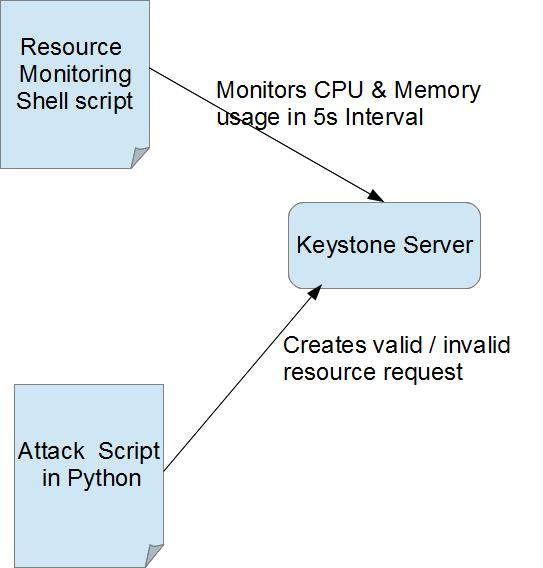 Resource
Monitoring
Shell script
Monitors CPU & Memory
usage in 5s Interval
Keystone Server
Creates valid / invalid
resource request
Attack  Script
in Python